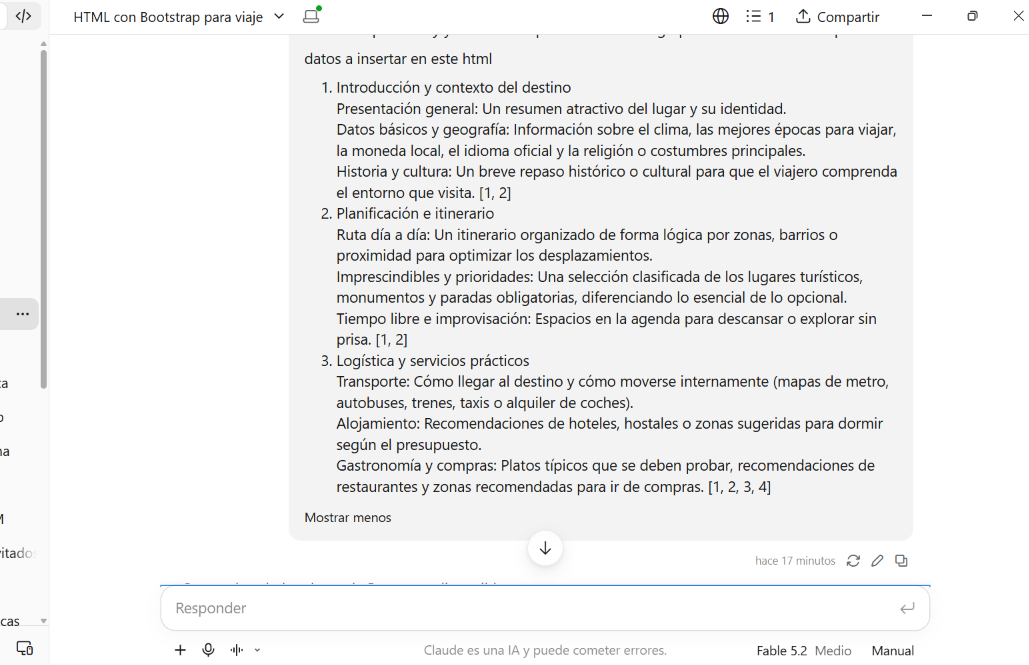 HTML con Bootstrap para viaje
1
Compartir
datos a insertar en este html
1. Introducción y contexto del destino
Presentación general: Un resumen atractivo del lugar y su identidad.
Datos básicos y geografía: Información sobre el clima, las mejores épocas para viajar,
la moneda local, el idioma oficial y la religión o costumbres principales.
Historia y cultura: Un breve repaso histórico o cultural para que el viajero comprenda
el entorno que visita. [1, 2]
2. Planificación e itinerario
Ruta día a día: Un itinerario organizado de forma lógica por zonas, barrios o
proximidad para optimizar los desplazamientos.
Imprescindibles y prioridades: Una selección clasificada de los lugares turísticos,
monumentos y paradas obligatorias, diferenciando lo esencial de lo opcional.
Tiempo libre e improvisación: Espacios en la agenda para descansar o explorar sin
prisa. [1, 2]
3. Logística y servicios prácticos
Transporte: Cómo llegar al destino y cómo moverse internamente (mapas de metro,
autobuses, trenes, taxis o alquiler de coches).
Alojamiento: Recomendaciones de hoteles, hostales o zonas sugeridas para dormir
según el presupuesto.
Gastronomía y compras: Platos típicos que se deben probar, recomendaciones de
restaurantes y zonas recomendadas para ir de compras. [1, 2, 3, 4]
Mostrar menos
hace 17 minutos
Responder
Claude es una IA y puede cometer errores.
Fable 5.2 Medio
Manual